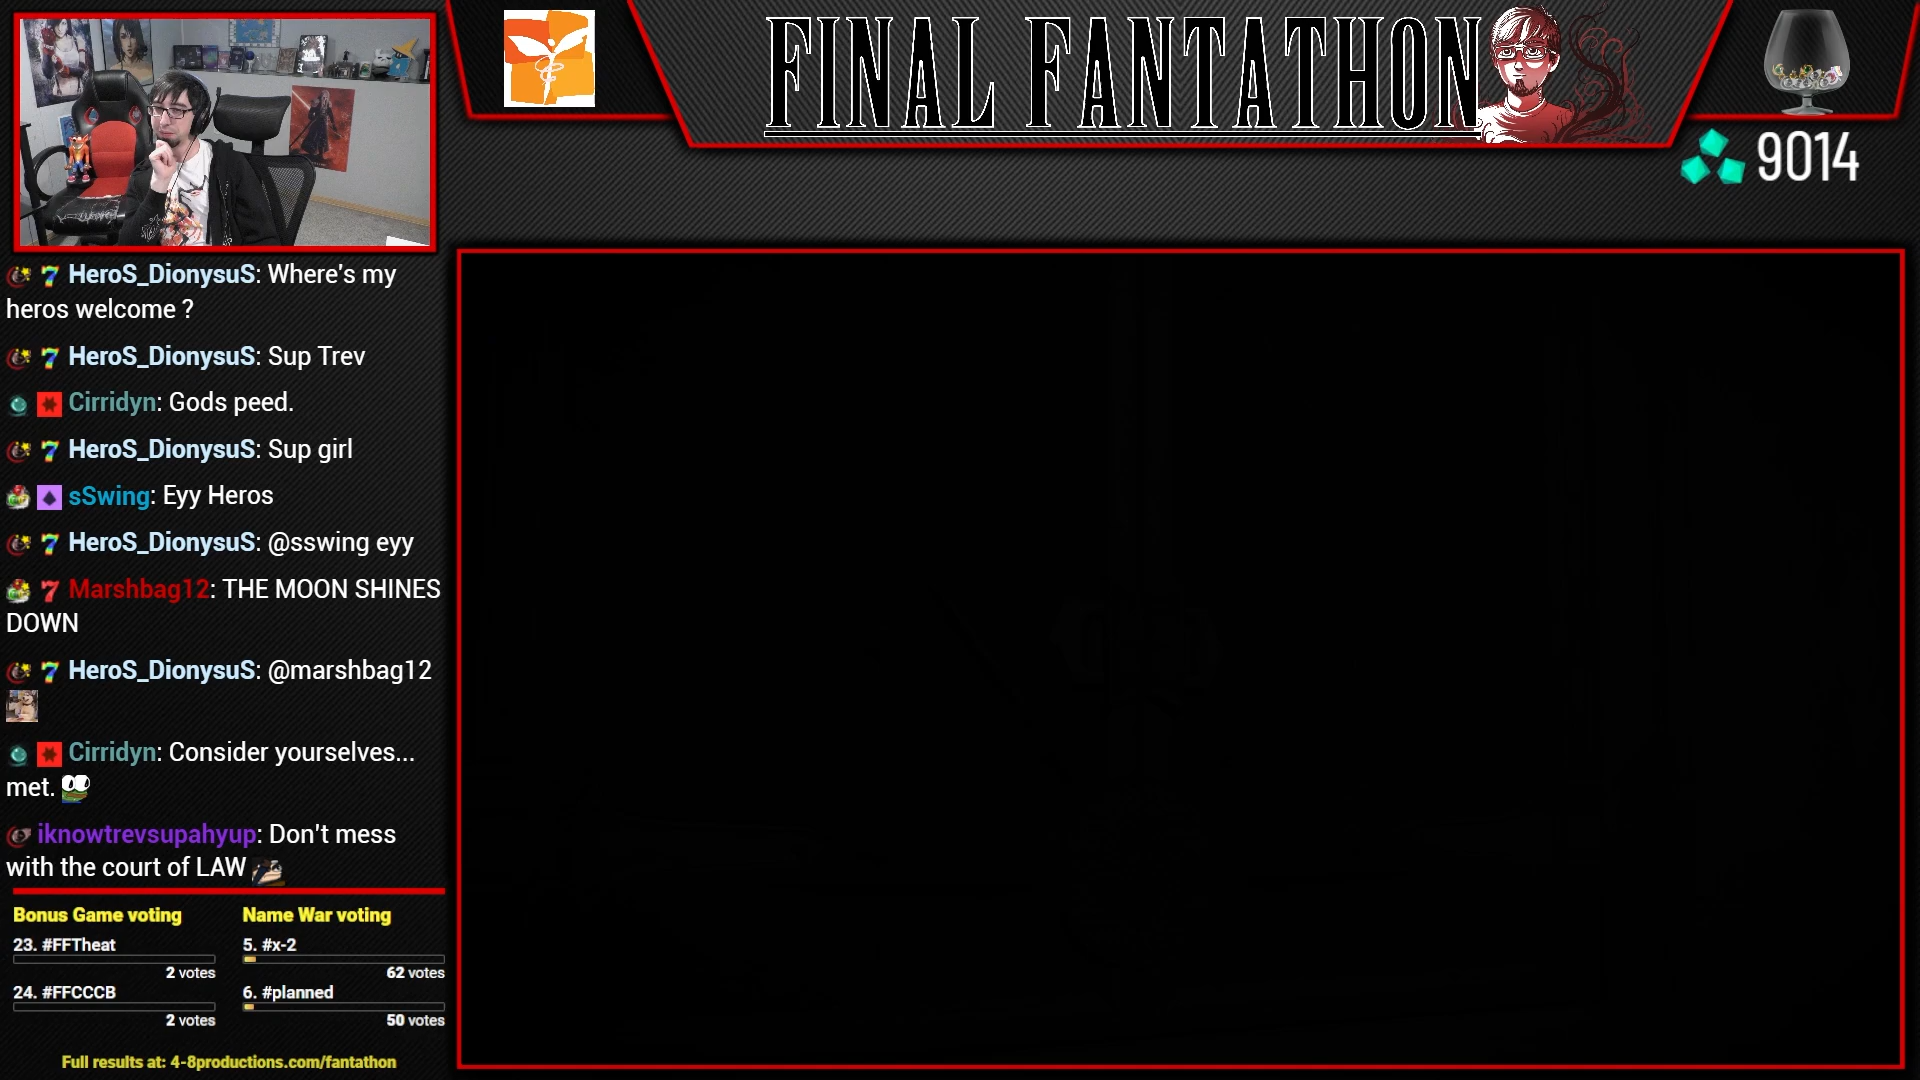 FINAL FANTATHON
9014
HeroS_DionysuS: Where's my
heros welcome ?
HeroS_DionysuS: Sup Trev
Cirridyn: Gods peed.
HeroS_DionysuS: Sup girl
sSwing: Eyy Heros
HeroS_DionysuS: @sswing eyy
Marshbag12: THE MOON SHINES
DOWN
HeroS_DionysuS: @marshbag12
Cirridyn: Consider yourselves...
met.
iknowtrevsupahyup: Don't mess
with the court of LAW
Bonus Game voting
23. #FFTheat
2 votes
24. #FFCCCB
2 votes
Name War voting
5. #x-2
62 votes
6. #planned
50 votes
Full results at: 4-8productions.com/fantathon